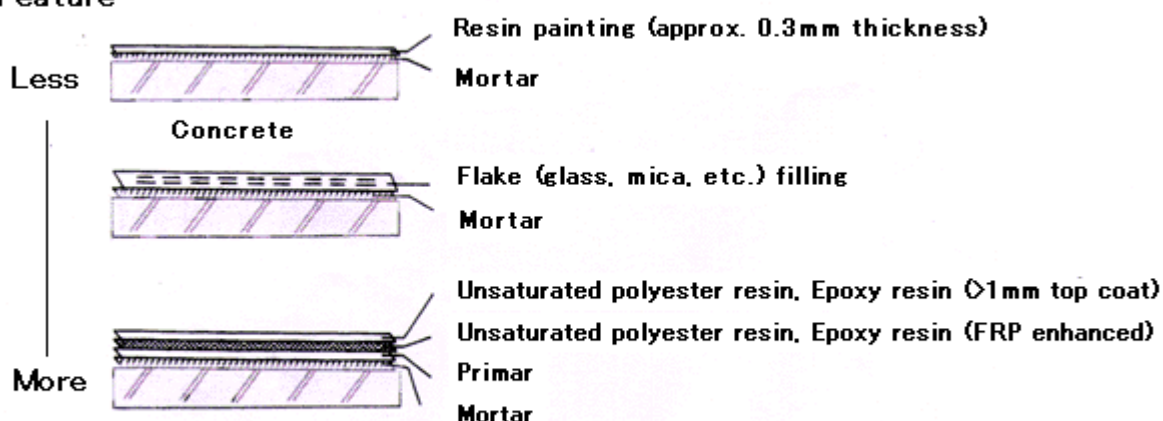 Feature
Resin painting (approx. 0.3mm thickness)
Less
Mortar
Concrete
Flake (glass, mica, etc.) filling
Mortar
Unsaturated polyester resin, Epoxy resin (>1mm top coat)
Unsaturated polyester resin, Epoxy resin (FRP enhanced)
More
Primar
Mortar